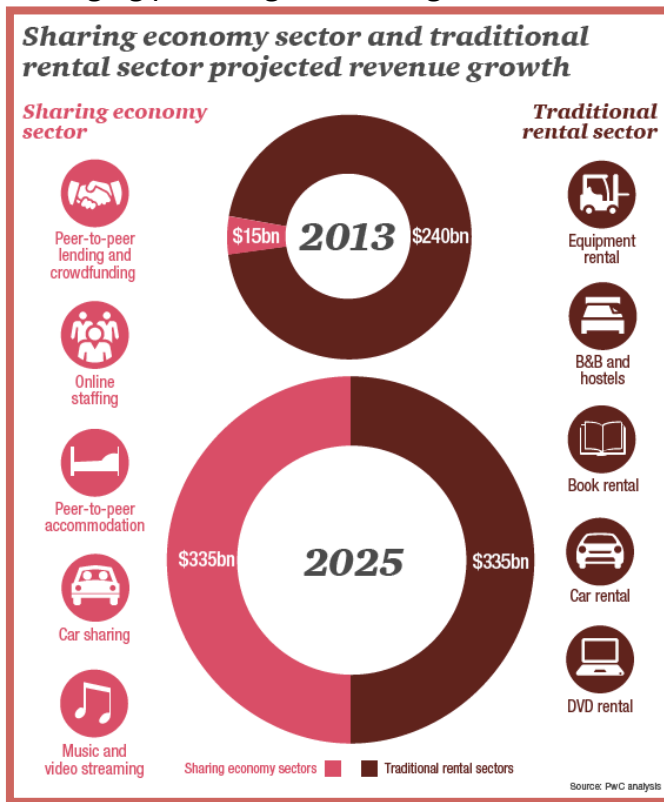 Sharing economy sector and traditional
rental sector projected revenue growth
Sharing economy
sector
Traditional
rental sector
Peer-to-peer
lending and
crowdfunding
Online
staffing
Peer-to-peer
accommodation
Car sharing
Music and
video streaming
$15bn
2013
$240bn
$335bn
2025
$335bn
Equipment
rental
B&B and
hostels
Book rental
Car rental
DVD rental
Sharing economy sectors
Traditional rental sectors
Source: PwC analysis